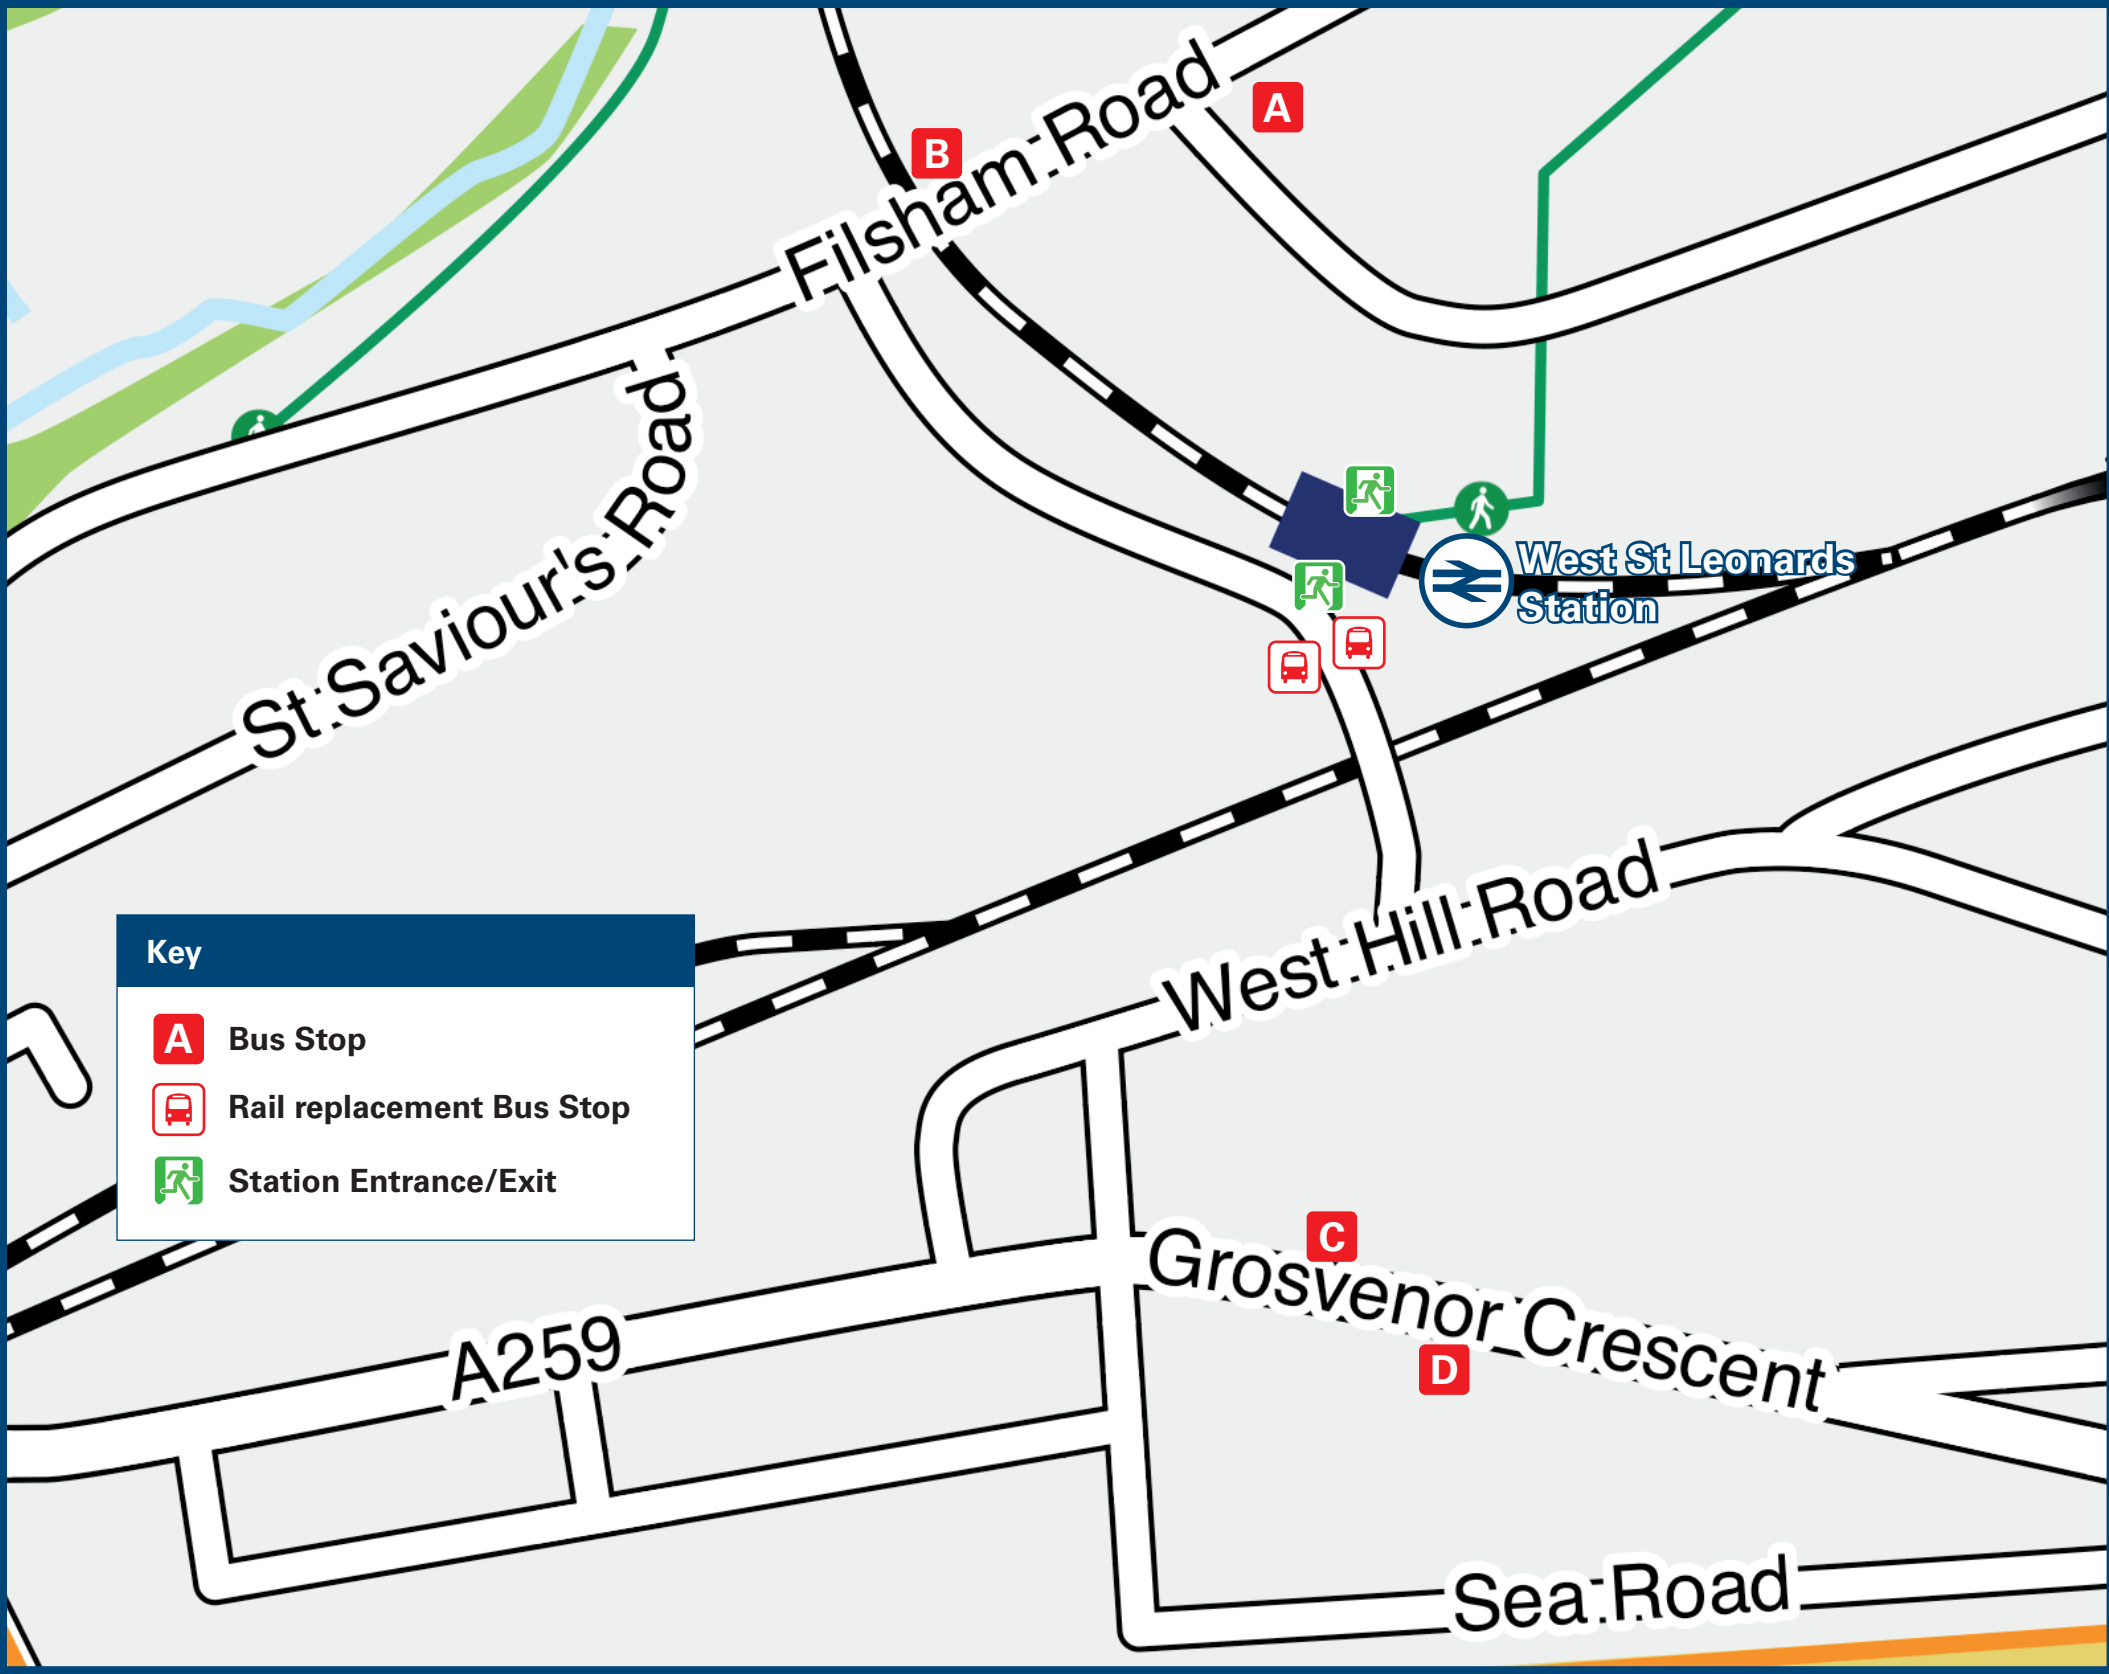 A
B
Filsham Road
St Saviour's Road
West St Leonards
Station
West Hill Road
Key
A Bus Stop
Rail replacement Bus Stop
Station Entrance/Exit
C
Grosvenor Crescent
A259
D
Sea Road